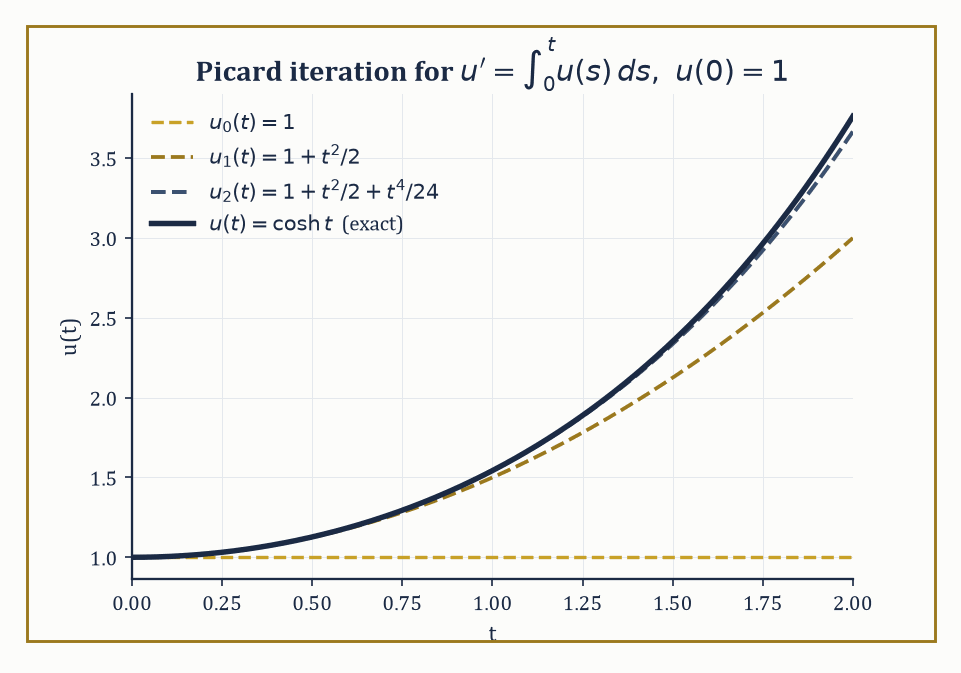 Picard iteration for u′ = ∫₀ᵗ u(s) ds, u(0) = 1
u₀(t) = 1
u₁(t) = 1 + t²/2
u₂(t) = 1 + t²/2 + t⁴/24
u(t) = cosh t (exact)
3.5
3.0
2.5
2.0
1.5
1.0
u(t)
0.00 0.25 0.50 0.75 1.00 1.25 1.50 1.75 2.00
t